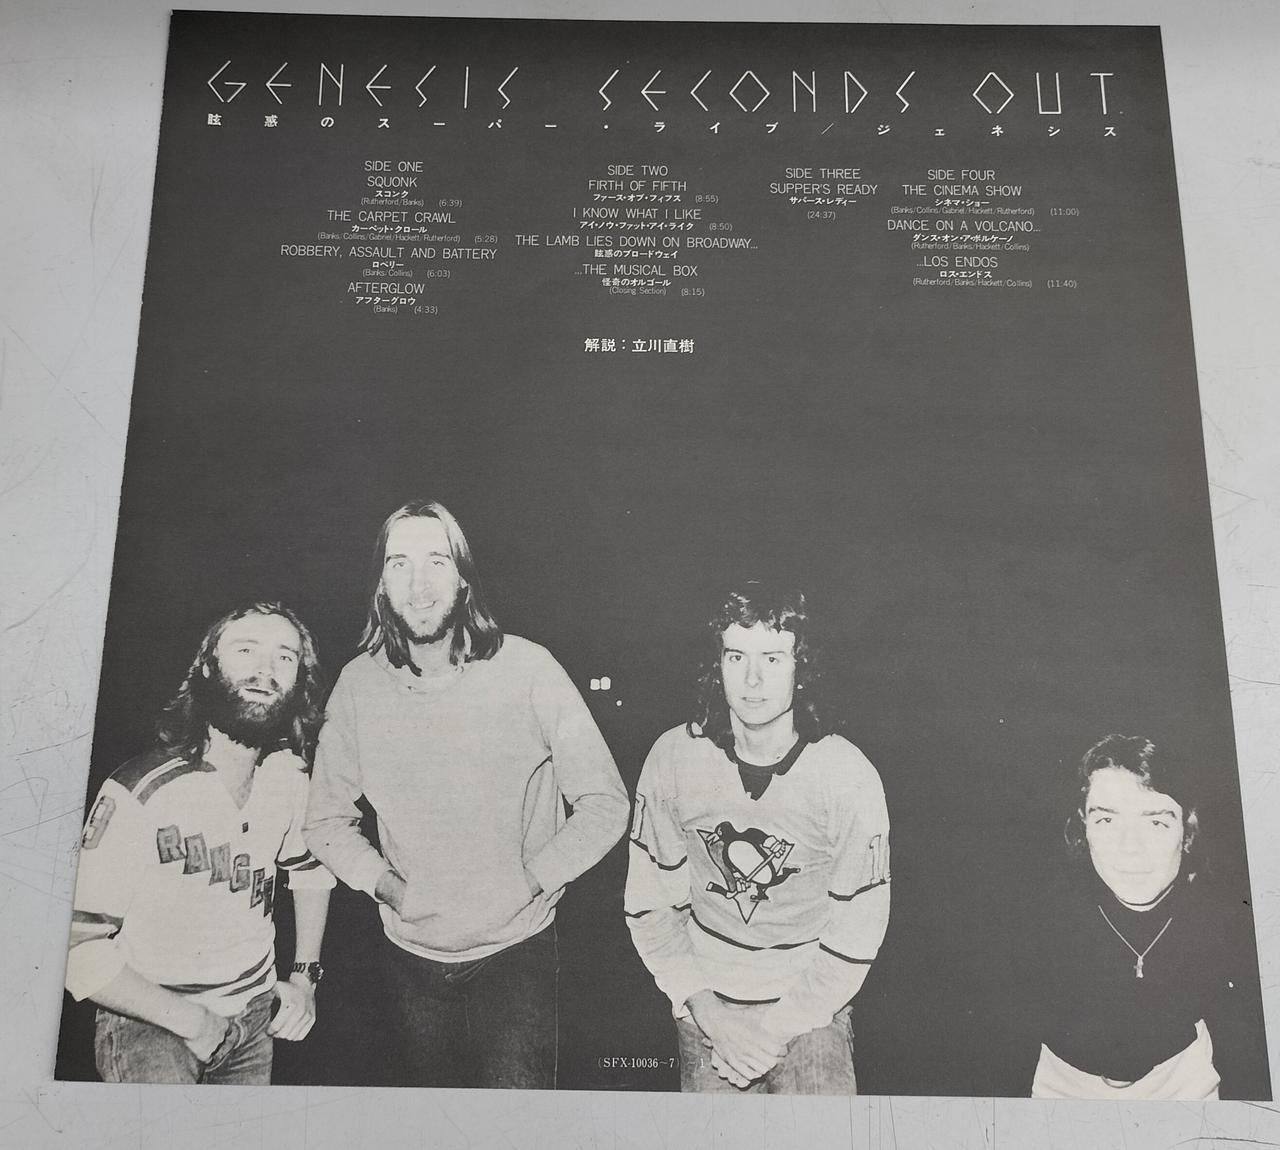 GENESIS SECONDS OUT
眩惑のスーパー・ライブ／ジェネシス
SIDE ONE
SQUONK
スコンク
(Rutherford/Banks) (6:39)
THE CARPET CRAWL
カーペット・クロール
(Banks/Collins/Gabriel/Hackett/Rutherford) (5:28)
ROBBERY, ASSAULT AND BATTERY
ロベリー
(Banks/Collins) (6:03)
AFTERGLOW
アフターグロウ
(Banks) (4:33)
SIDE TWO
FIRTH OF FIFTH
ファース・オブ・フィフス (8:55)
I KNOW WHAT I LIKE
アイ・ノウ・ファット・アイ・ライク (8:50)
THE LAMB LIES DOWN ON BROADWAY...
眩惑のブロードウェイ
...THE MUSICAL BOX
怪奇のオルゴール
(Closing Section) (8:15)
SIDE THREE
SUPPER'S READY
サパース・レディー
(24:37)
SIDE FOUR
THE CINEMA SHOW
シネマ・ショー
(Banks/Collins/Gabriel/Hackett/Rutherford) (11:00)
DANCE ON A VOLCANO...
ダンス・オン・ア・ボルケーノ
(Rutherford/Banks/Hackett/Collins)
...LOS ENDOS
ロス・エンドス
(Rutherford/Banks/Hackett/Collins) (11:40)
解説：立川直樹
9
RANGER
1
(SFX-10036~7) -1